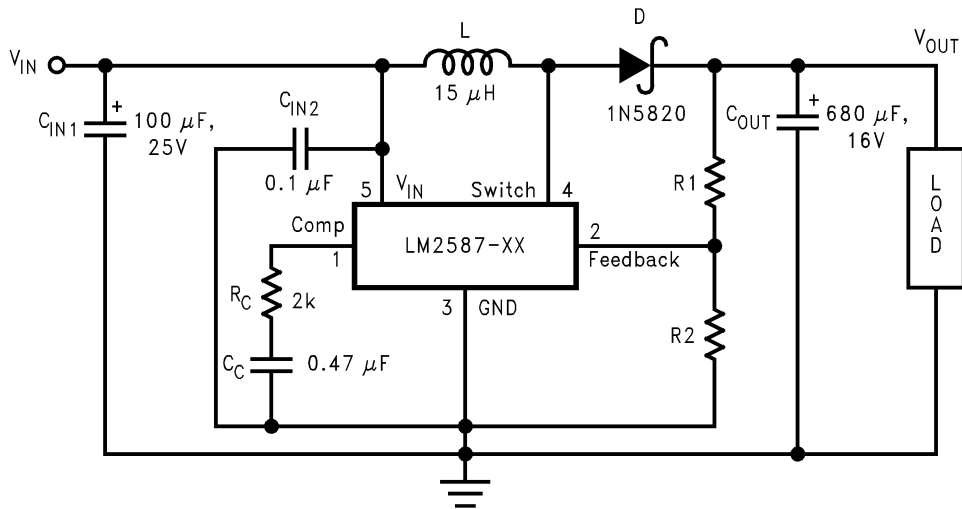 D
L
V_IN
V_OUT
15 μH
1N5820
C_IN1
+
100 μF,
25V
C_IN2
0.1 μF
C_OUT
+
680 μF,
16V
R1
LOAD
5
V_IN
Switch
4
Comp
1
LM2587-XX
2
Feedback
R_C
2k
3
GND
R2
C_C
0.47 μF